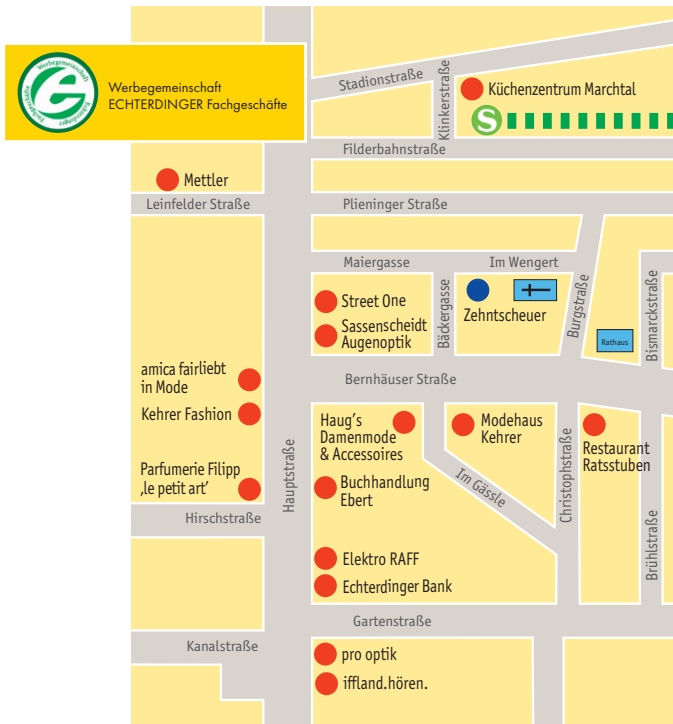 Werbegemeinschaft
ECHTERDINGER Fachgeschäfte
Werbegemeinschaft
Echterdinger
Fachgeschäfte
Stadionstraße
Klinkerstraße
Küchenzentrum Marchtal
S
Filderbahnstraße
Mettler
Leinfelder Straße
Plieninger Straße
Maiergasse
Im Wengert
Street One
Sassenscheidt
Augenoptik
Bäckergasse
Zehntscheuer
Burgstraße
Rathaus
Bismarckstraße
amica fairliebt
in Mode
Kehrer Fashion
Bernhäuser Straße
Haug's
Damenmode
& Accessoires
Modehaus
Kehrer
Restaurant
Ratsstuben
Christophstraße
Im Gässle
Parfumerie Filipp
‚le petit art'
Hauptstraße
Buchhandlung
Ebert
Hirschstraße
Brühlstraße
Elektro RAFF
Echterdinger Bank
Gartenstraße
Kanalstraße
pro optik
iffland.hören.